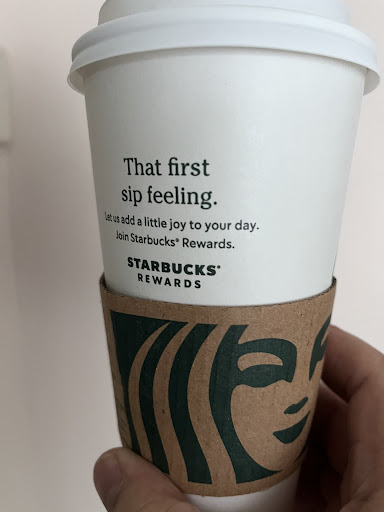 That first
sip feeling.
Let us add a little joy to your day.
Join Starbucks® Rewards.
STARBUCKS®
REWARDS